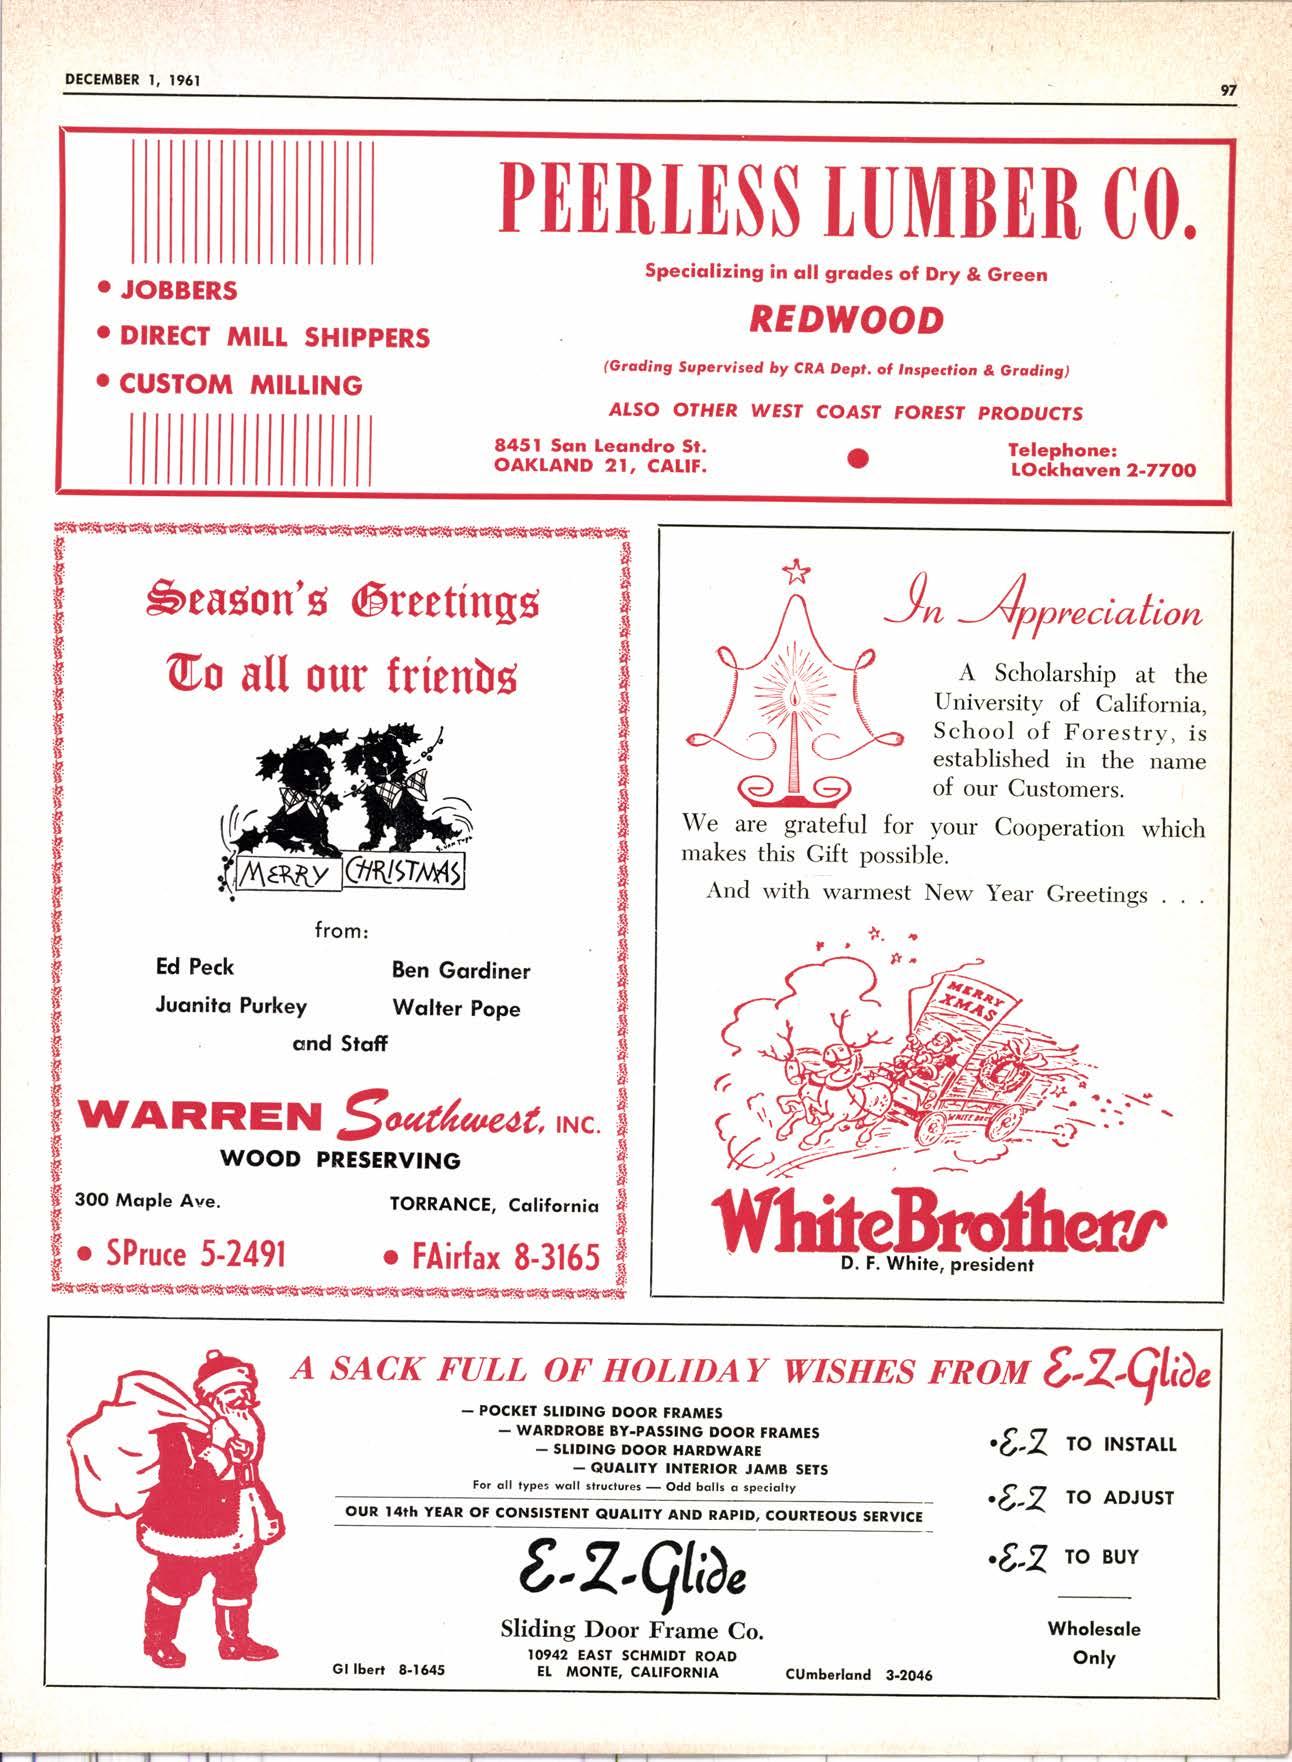 DECEMBER 1, 1961
97
PEERLESS LUMBER CO.
• JOBBERS
• DIRECT MILL SHIPPERS
• CUSTOM MILLING
Specializing in all grades of Dry & Green
REDWOOD
(Grading Supervised by CRA Dept. of Inspection & Grading)
ALSO OTHER WEST COAST FOREST PRODUCTS
8451 San Leandro St.
OAKLAND 21, CALIF.
Telephone:
LOckhaven 2-7700
Season's Greetings
To all our friends
MERRY CHRISTMAS
from:
Ed Peck
Ben Gardiner
Juanita Purkey
Walter Pope
and Staff
WARREN Southwest, INC.
WOOD PRESERVING
300 Maple Ave.
TORRANCE, California
• SPruce 5-2491
• FAirfax 8-3165
In Appreciation
A Scholarship at the
University of California,
School of Forestry, is
established in the name
of our Customers.
We are grateful for your Cooperation which
makes this Gift possible.
And with warmest New Year Greetings . . .
MERRY
XMAS
WhiteBrothers
D. F. White, president
A SACK FULL OF HOLIDAY WISHES FROM E-Z-Glide
— POCKET SLIDING DOOR FRAMES
— WARDROBE BY-PASSING DOOR FRAMES
— SLIDING DOOR HARDWARE
— QUALITY INTERIOR JAMB SETS
For all types wall structures — Odd balls a specialty
OUR 14th YEAR OF CONSISTENT QUALITY AND RAPID, COURTEOUS SERVICE
E-Z-Glide
Sliding Door Frame Co.
10942 EAST SCHMIDT ROAD
EL MONTE, CALIFORNIA
GI lbert 8-1645
CUmberland 3-2046
•E-Z TO INSTALL
•E-Z TO ADJUST
•E-Z TO BUY
Wholesale
Only